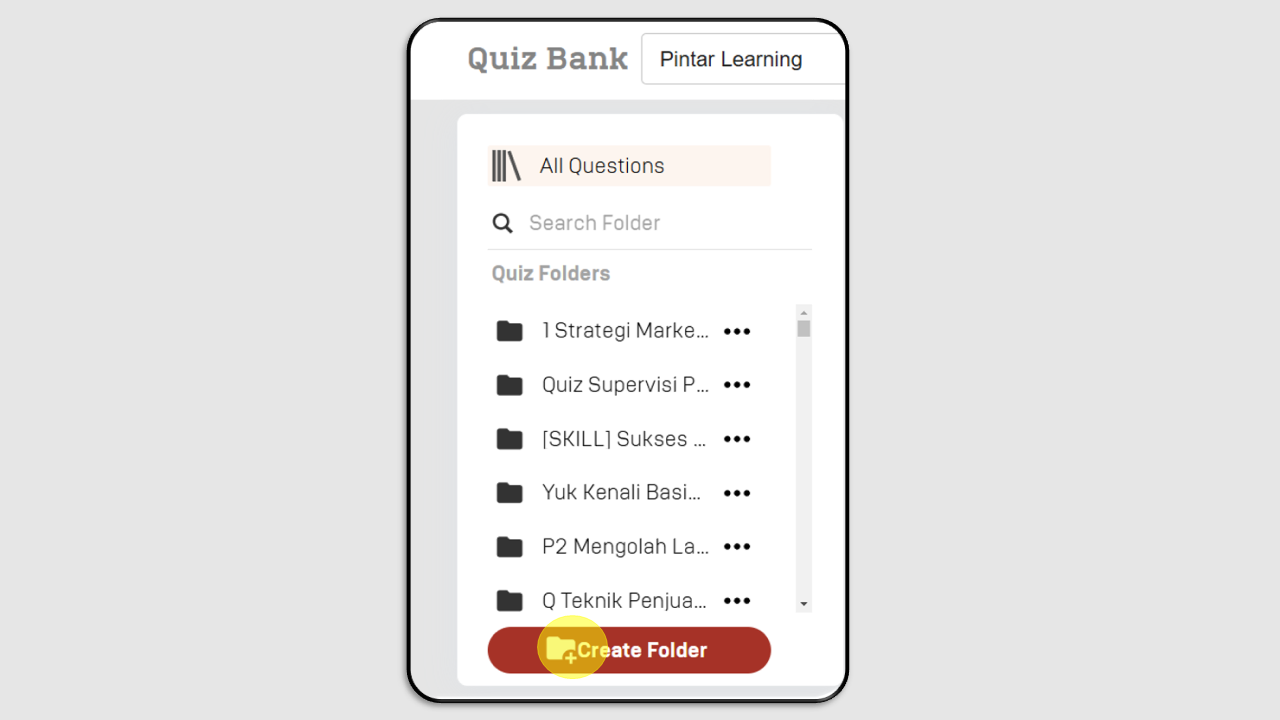 Quiz Bank Pintar Learning
All Questions
Search Folder
Quiz Folders
1 Strategi Marke...
Quiz Supervisi P...
[SKILL] Sukses ...
Yuk Kenali Basi...
P2 Mengolah La...
Q Teknik Penjua...
Create Folder